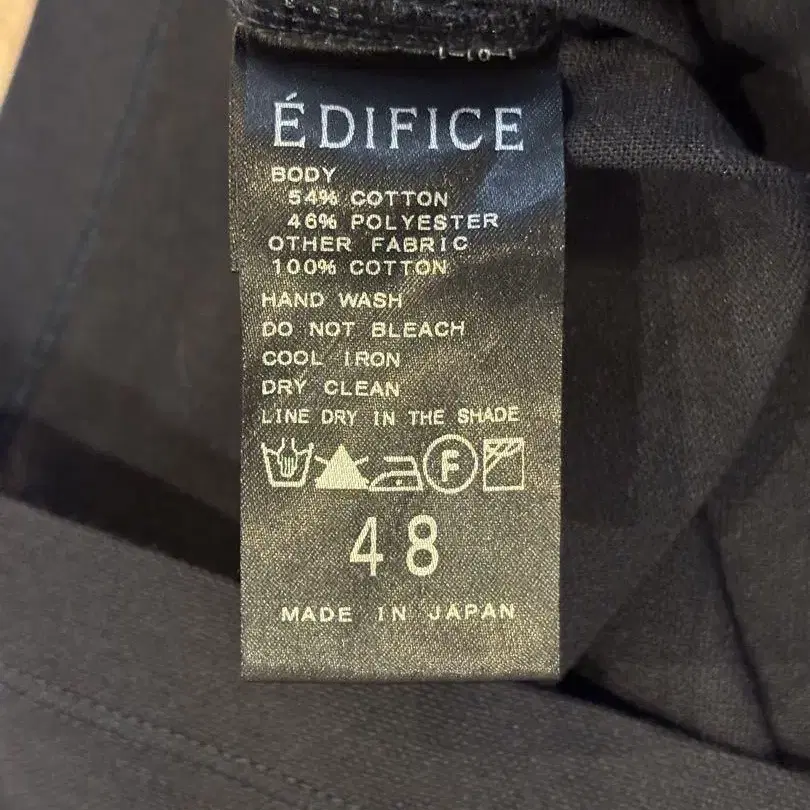 ÉDIFICE
BODY
54% COTTON
46% POLYESTER
OTHER FABRIC
100% COTTON
HAND WASH
DO NOT BLEACH
COOL IRON
DRY CLEAN
LINE DRY IN THE SHADE
F
48
MADE IN JAPAN